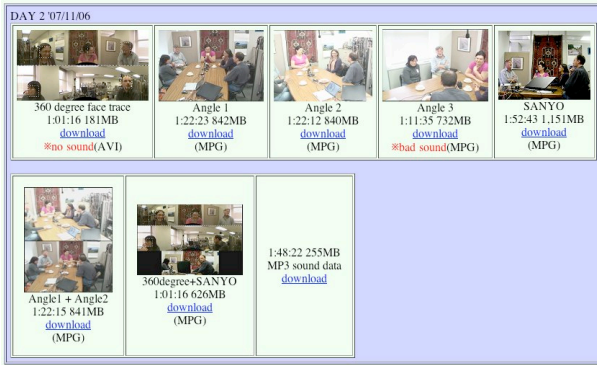 DAY 2 '07/11/06
360 degree face trace
1:01:16 181MB
download
※no sound(AVI)
Angle 1
1:22:23 842MB
download
(MPG)
Angle 2
1:22:12 840MB
download
(MPG)
Angle 3
1:11:35 732MB
download
※bad sound(MPG)
SANYO
1:52:43 1,151MB
download
(MPG)
Angle1 + Angle2
1:22:15 841MB
download
(MPG)
360degree+SANYO
1:01:16 626MB
download
(MPG)
1:48:22 255MB
MP3 sound data
download